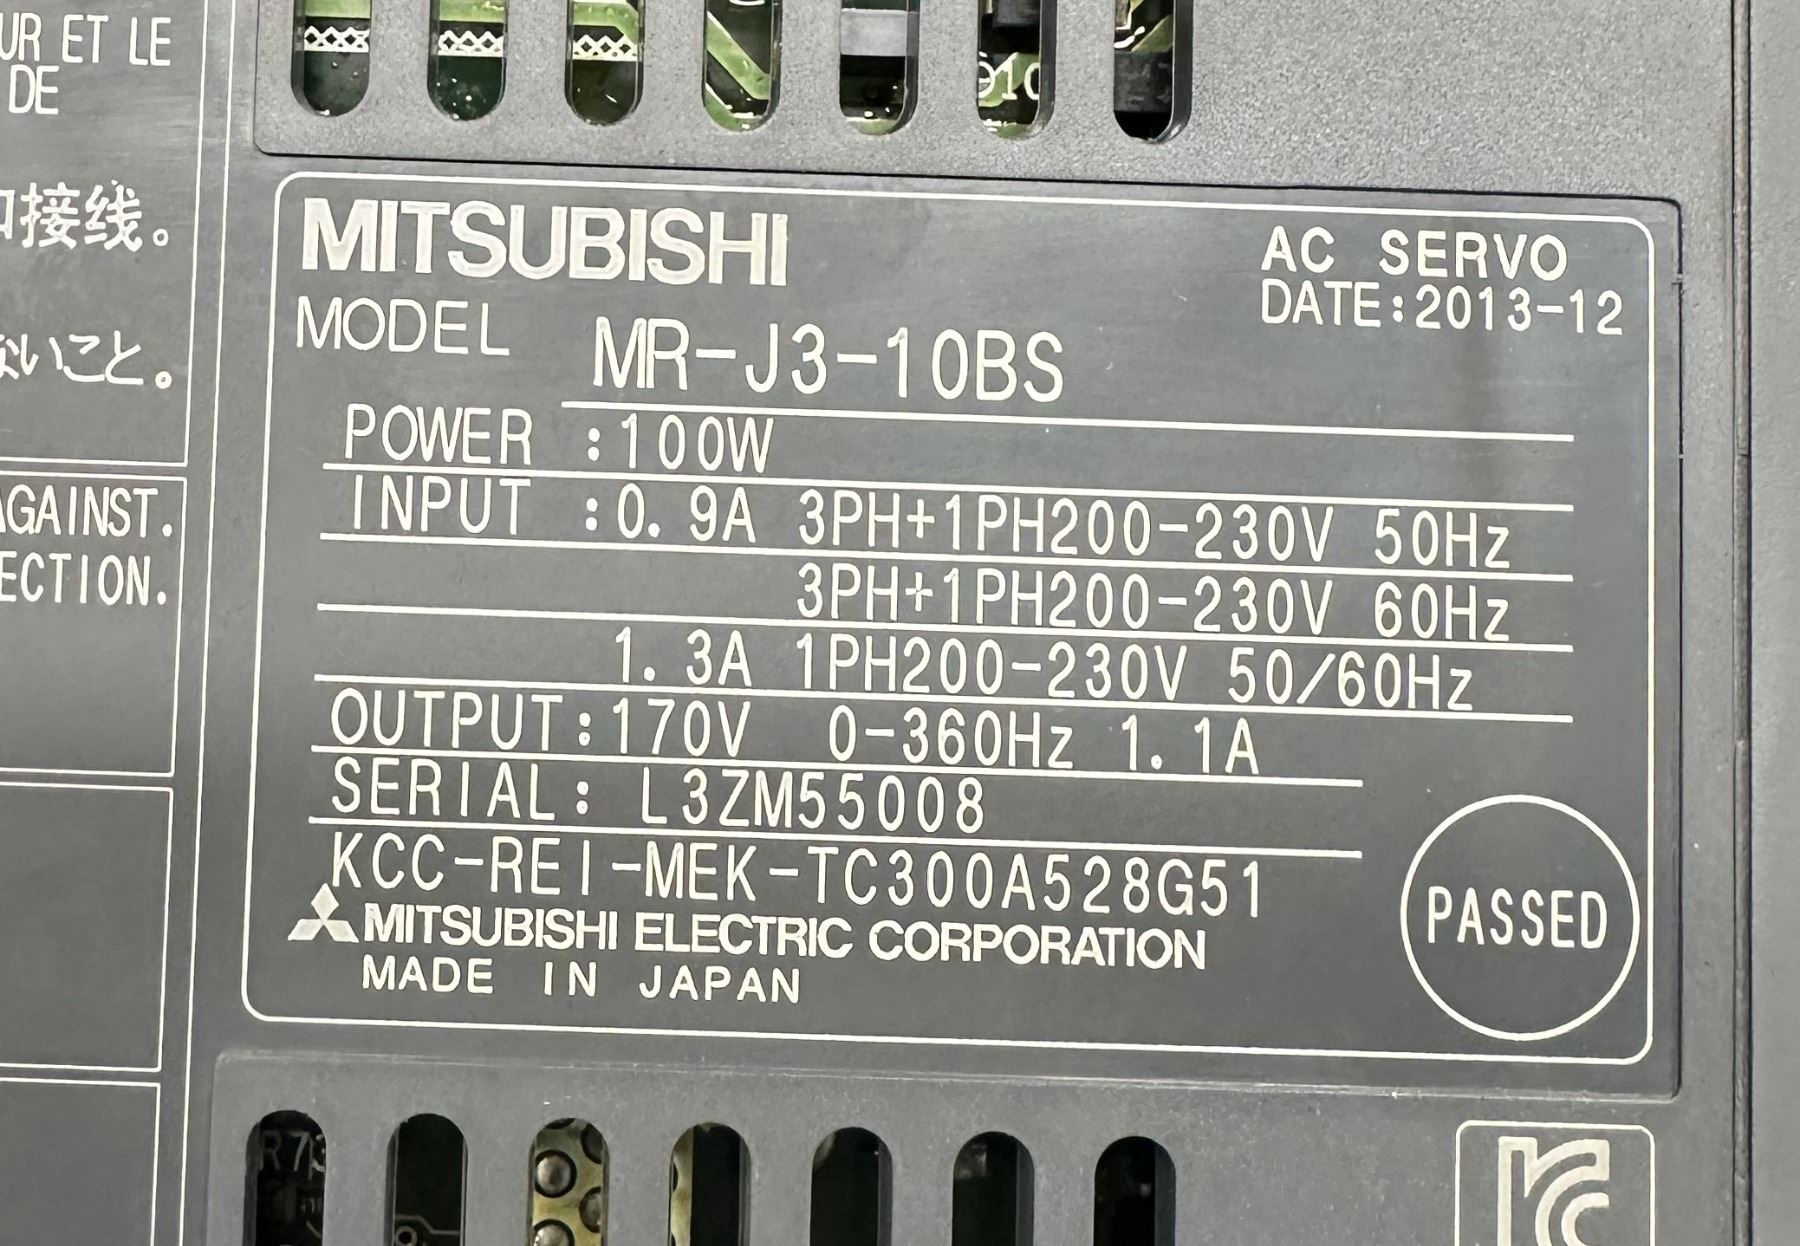 UR ET LE
DE
接线。
ないこと。
AGAINST.
ECTION.
910
MITSUBISHI
AC SERVO
DATE:2013-12
MODEL MR-J3-10BS
POWER :100W
INPUT :0.9A 3PH+1PH200-230V 50Hz
3PH+1PH200-230V 60Hz
1.3A 1PH200-230V 50/60Hz
OUTPUT:170V 0-360Hz 1.1A
SERIAL: L3ZM55008
KCC-REI-MEK-TC300A528G51
MITSUBISHI ELECTRIC CORPORATION
MADE IN JAPAN
PASSED
R73